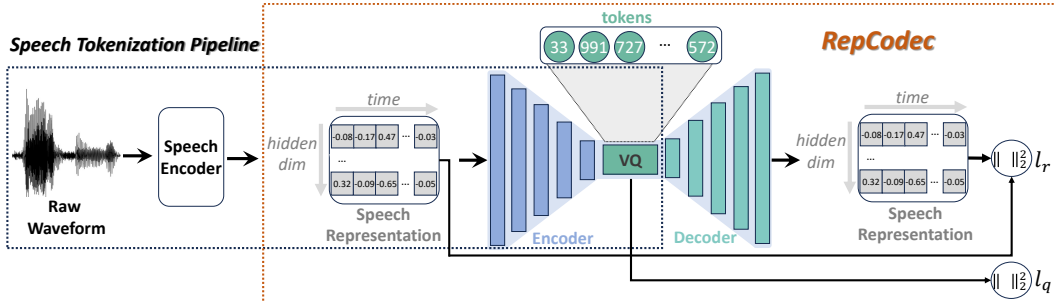 tokens
Speech Tokenization Pipeline
33 991 727 ... 572
RepCodec
time
hidden
dim
-0.08 -0.17 0.47 ... -0.03
...
0.32 -0.09 -0.65 ... -0.05
Speech
Representation
Raw
Waveform
Speech
Encoder
Encoder
VQ
Decoder
time
hidden
dim
-0.08 -0.17 0.47 ... -0.03
...
0.32 -0.09 -0.65 ... -0.05
Speech
Representation
|| ||₂² lᵣ
|| ||₂² l_q